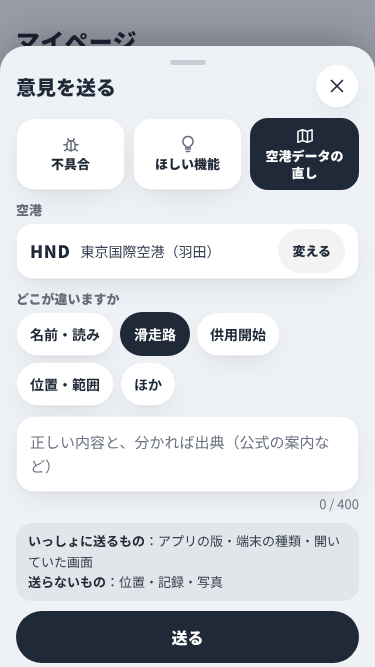 マイページ
意見を送る
不具合
ほしい機能
空港データの
直し
空港
HND 東京国際空港（羽田） 変える
どこが違いますか
名前・読み 滑走路 供用開始
位置・範囲 ほか
正しい内容と、分かれば出典（公式の案内な
ど）
0 / 400
いっしょに送るもの：アプリの版・端末の種類・開い
ていた画面
送らないもの：位置・記録・写真
送る